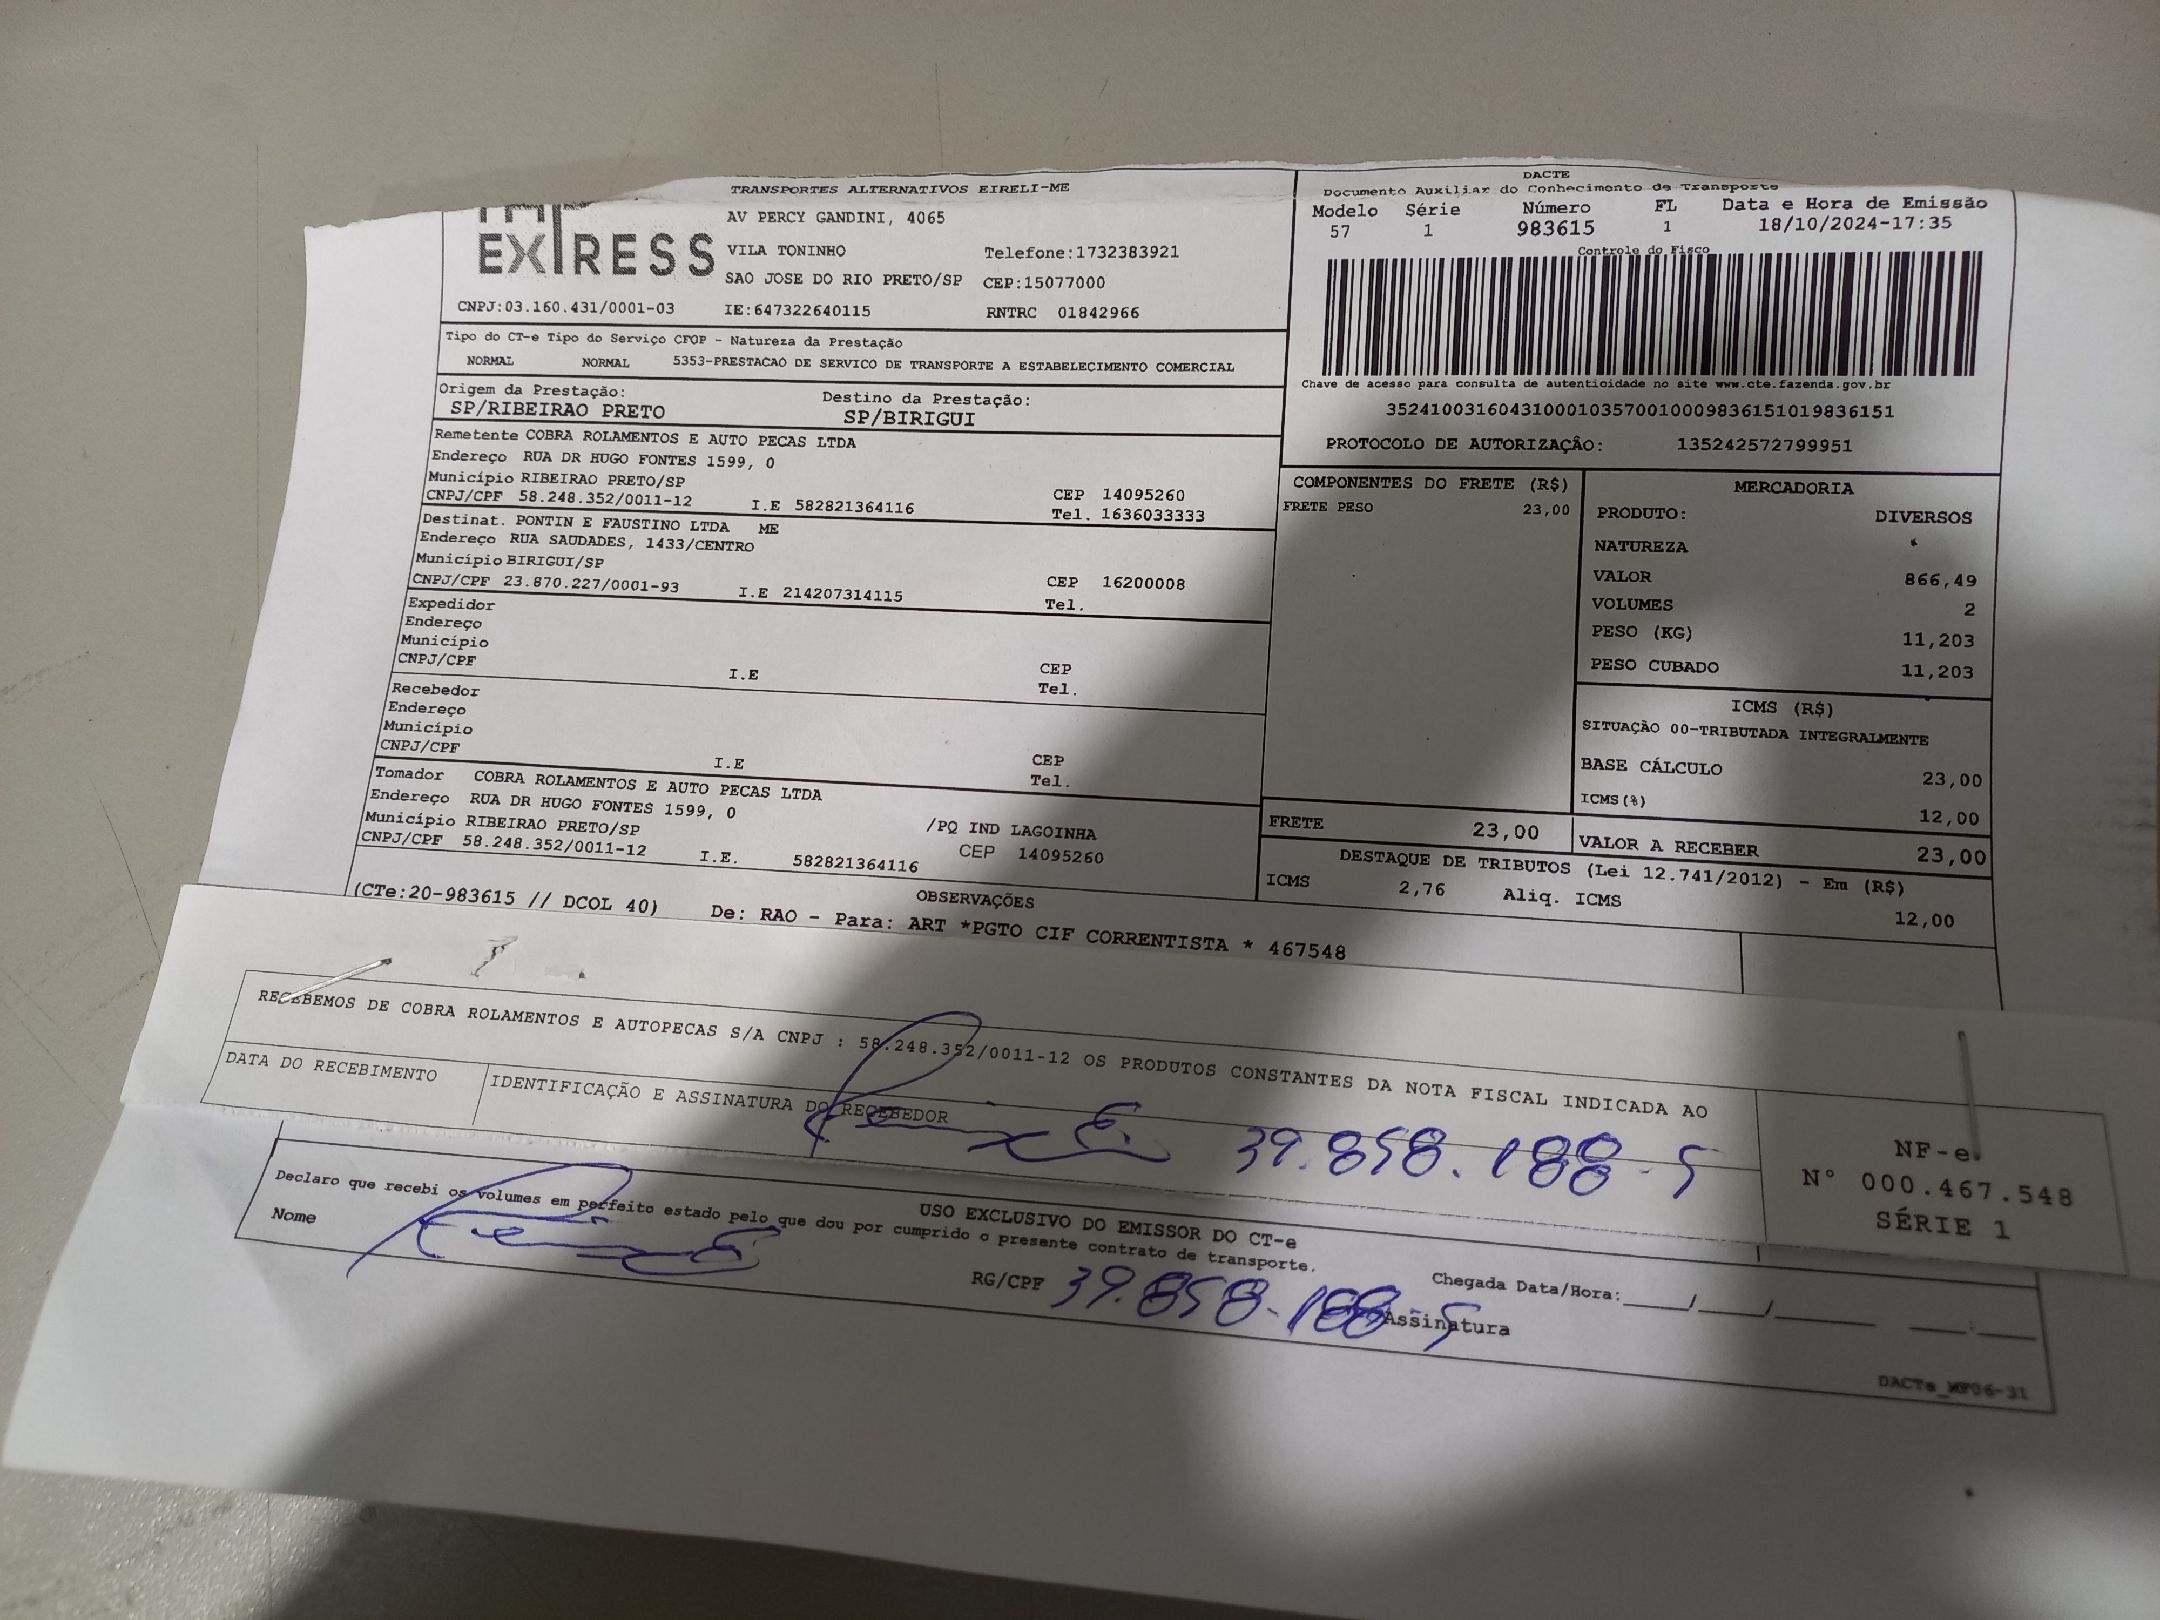 TRANSPORTES ALTERNATIVOS EIRELI-ME
EXPRESS
AV PERCY GANDINI, 4065
VILA TONINHO Telefone:1732383921
SAO JOSE DO RIO PRETO/SP CEP:15077000
CNPJ:03.160.431/0001-03 IE:647322640115 RNTRC 01842966
Tipo do CT-e Tipo do Serviço CFOP - Natureza da Prestação
NORMAL NORMAL 5353-PRESTACAO DE SERVICO DE TRANSPORTE A ESTABELECIMENTO COMERCIAL
Origem da Prestação: Destino da Prestação:
SP/RIBEIRAO PRETO SP/BIRIGUI
Remetente COBRA ROLAMENTOS E AUTO PECAS LTDA
Endereço RUA DR HUGO FONTES 1599, 0
Município RIBEIRAO PRETO/SP CEP 14095260
CNPJ/CPF 58.248.352/0011-12 I.E 582821364116 Tel. 1636033333
Destinat. PONTIN E FAUSTINO LTDA ME
Endereço RUA SAUDADES, 1433/CENTRO
Município BIRIGUI/SP CEP 16200008
CNPJ/CPF 23.870.227/0001-93 I.E 214207314115 Tel.
Expedidor
Endereço
Município CEP
CNPJ/CPF I.E Tel.
Recebedor
Endereço
Município CEP
CNPJ/CPF I.E Tel.
Tomador COBRA ROLAMENTOS E AUTO PECAS LTDA
Endereço RUA DR HUGO FONTES 1599, 0 /PQ IND LAGOINHA
Município RIBEIRAO PRETO/SP CEP 14095260
CNPJ/CPF 58.248.352/0011-12 I.E. 582821364116
DACTE
Documento Auxiliar do Conhecimento de Transporte
Modelo Série Número FL Data e Hora de Emissão
57 1 983615 1 18/10/2024-17:35
Controle do Fisco
Chave de acesso para consulta de autenticidade no site www.cte.fazenda.gov.br
35241003160431000103570010009836151019836151
PROTOCOLO DE AUTORIZAÇÂO: 135242572799951
COMPONENTES DO FRETE (R$)
FRETE PESO 23,00
MERCADORIA
PRODUTO: DIVERSOS
NATUREZA
VALOR 866,49
VOLUMES 2
PESO (KG) 11,203
PESO CUBADO 11,203
ICMS (R$)
SITUAÇÃO 00-TRIBUTADA INTEGRALMENTE
BASE CÁLCULO 23,00
ICMS(%) 12,00
FRETE 23,00 VALOR A RECEBER 23,00
DESTAQUE DE TRIBUTOS (Lei 12.741/2012) - Em (R$)
ICMS 2,76 Aliq. ICMS 12,00
OBSERVAÇÕES
(CTe:20-983615 // DCOL 40) De: RAO - Para: ART *PGTO CIF CORRENTISTA * 467548
RECEBEMOS DE COBRA ROLAMENTOS E AUTOPECAS S/A CNPJ : 58.248.352/0011-12 OS PRODUTOS CONSTANTES DA NOTA FISCAL INDICADA AO
DATA DO RECEBIMENTO IDENTIFICAÇÃO E ASSINATURA DO RECEBEDOR
39.858.188-5
NF-e
N° 000.467.548
SÉRIE 1
USO EXCLUSIVO DO EMISSOR DO CT-e
Declaro que recebi os volumes em perfeito estado pelo que dou por cumprido o presente contrato de transporte.
Nome RG/CPF 39.858-188-5 Assinatura
Chegada Data/Hora:____/____/______ ____:____
DACTe_MF06-31